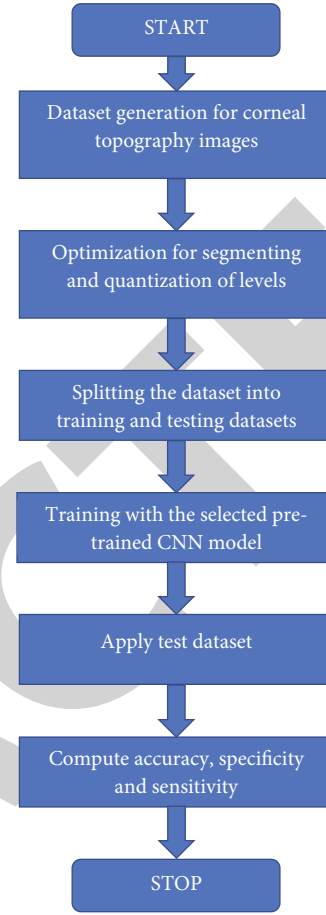 START
Dataset generation for corneal
topography images
Optimization for segmenting
and quantization of levels
Splitting the dataset into
training and testing datasets
Training with the selected pre-
trained CNN model
Apply test dataset
Compute accuracy, specificity
and sensitivity
STOP